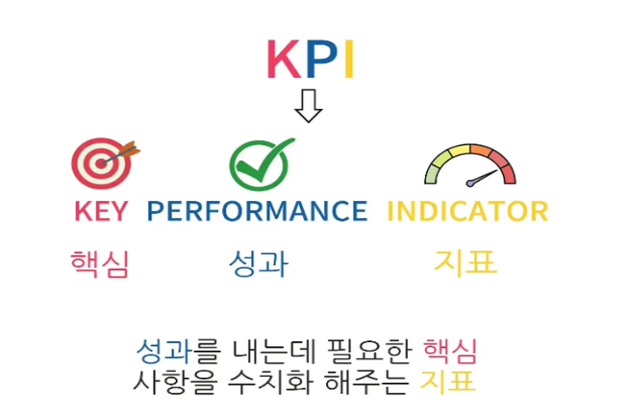 KPI
KEY PERFORMANCE INDICATOR
핵심 성과 지표
성과를 내는데 필요한 핵심
사항을 수치화 해주는 지표